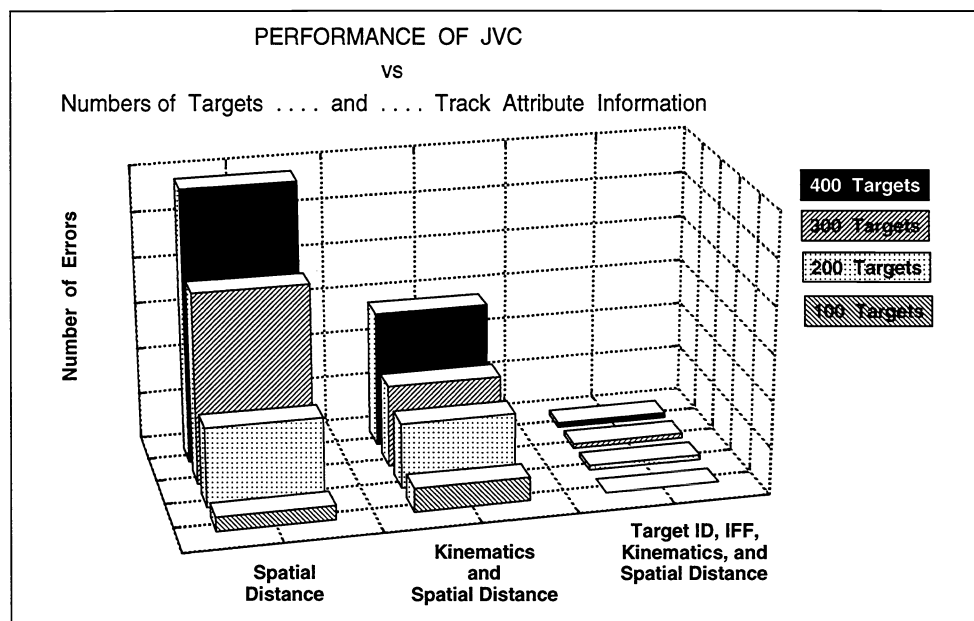 PERFORMANCE OF JVC
vs
Numbers of Targets .... and .... Track Attribute Information
Number of Errors
400 Targets
300 Targets
200 Targets
100 Targets
Spatial
Distance
Kinematics
and
Spatial Distance
Target ID, IFF,
Kinematics, and
Spatial Distance